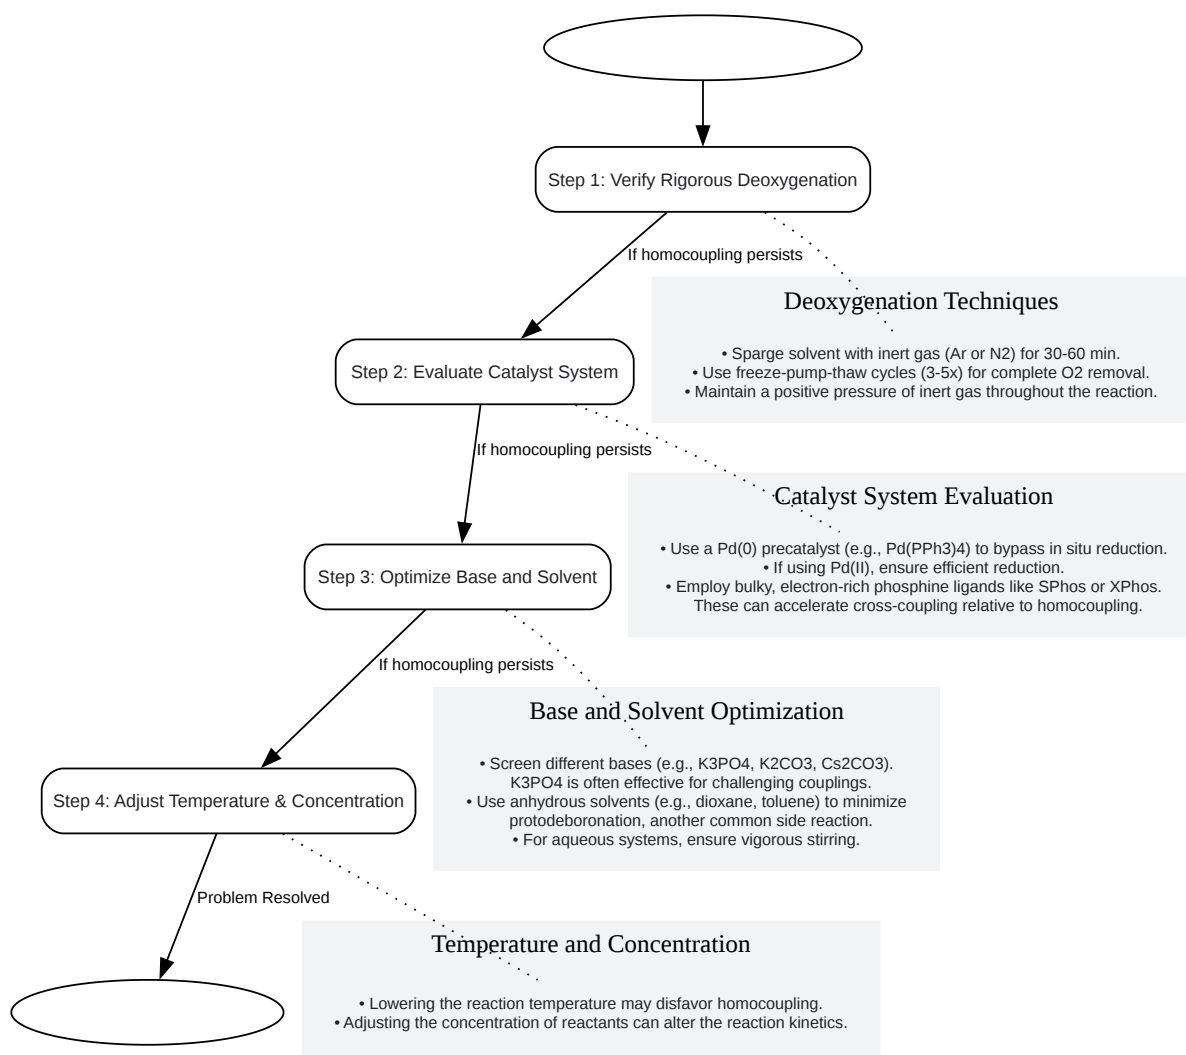 Step 1: Verify Rigorous Deoxygenation
If homocoupling persists
Deoxygenation Techniques
• Sparge solvent with inert gas (Ar or N2) for 30-60 min.
• Use freeze-pump-thaw cycles (3-5x) for complete O2 removal.
• Maintain a positive pressure of inert gas throughout the reaction.
Step 2: Evaluate Catalyst System
If homocoupling persists
Catalyst System Evaluation
• Use a Pd(0) precatalyst (e.g., Pd(PPh3)4) to bypass in situ reduction.
• If using Pd(II), ensure efficient reduction.
• Employ bulky, electron-rich phosphine ligands like SPhos or XPhos.
These can accelerate cross-coupling relative to homocoupling.
Step 3: Optimize Base and Solvent
If homocoupling persists
Base and Solvent Optimization
• Screen different bases (e.g., K3PO4, K2CO3, Cs2CO3).
K3PO4 is often effective for challenging couplings.
• Use anhydrous solvents (e.g., dioxane, toluene) to minimize
protodeboronation, another common side reaction.
• For aqueous systems, ensure vigorous stirring.
Step 4: Adjust Temperature & Concentration
Problem Resolved
Temperature and Concentration
• Lowering the reaction temperature may disfavor homocoupling.
• Adjusting the concentration of reactants can alter the reaction kinetics.